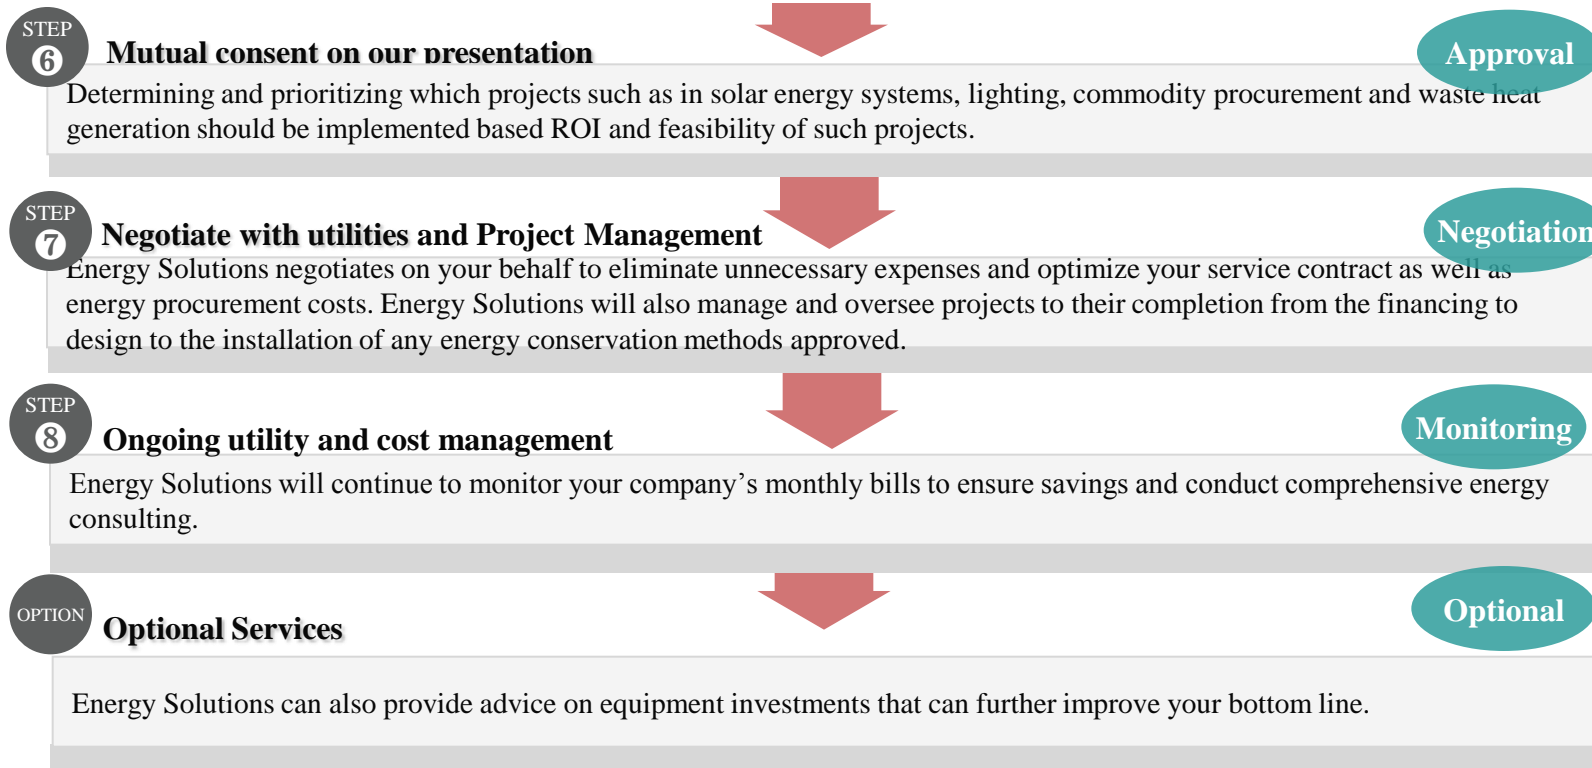 STEP
❻
Mutual consent on our presentation
Approval
Determining and prioritizing which projects such as in solar energy systems, lighting, commodity procurement and waste heat
generation should be implemented based ROI and feasibility of such projects.
STEP
❼
Negotiate with utilities and Project Management
Negotiation
Energy Solutions negotiates on your behalf to eliminate unnecessary expenses and optimize your service contract as well as
energy procurement costs. Energy Solutions will also manage and oversee projects to their completion from the financing to
design to the installation of any energy conservation methods approved.
STEP
❽
Ongoing utility and cost management
Monitoring
Energy Solutions will continue to monitor your company’s monthly bills to ensure savings and conduct comprehensive energy
consulting.
OPTION
Optional Services
Optional
Energy Solutions can also provide advice on equipment investments that can further improve your bottom line.